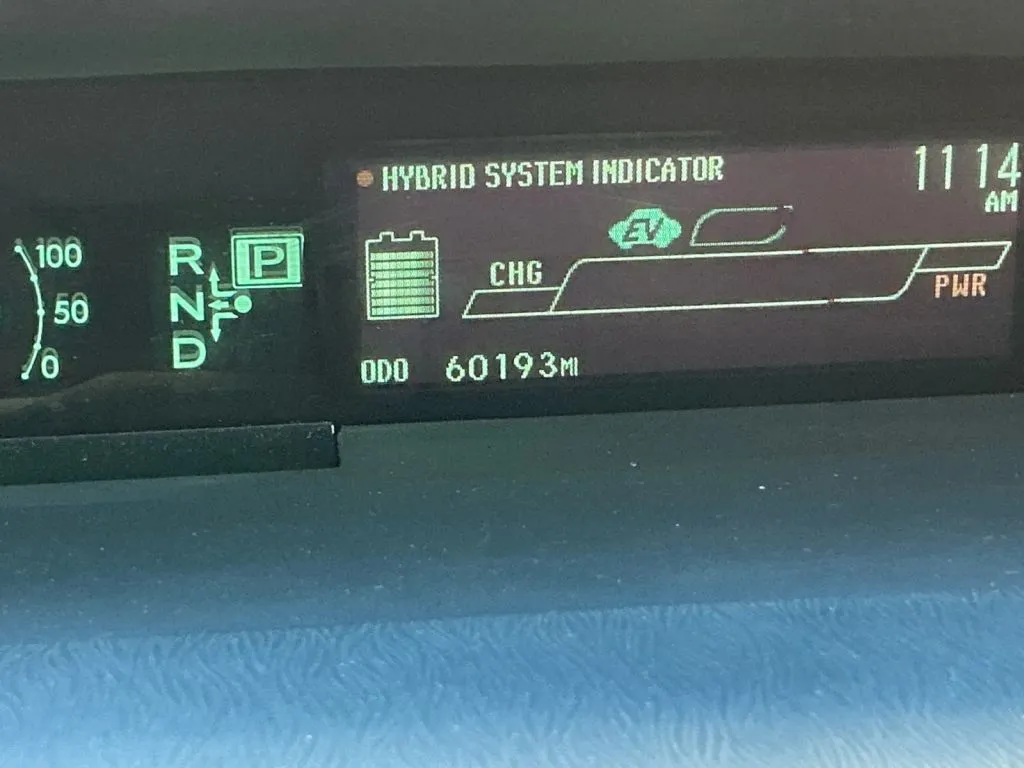 HYBRID SYSTEM INDICATOR
11 14
AM
EV
100
50
0
R
P
N
D
CHG
PWR
ODO 60193MI